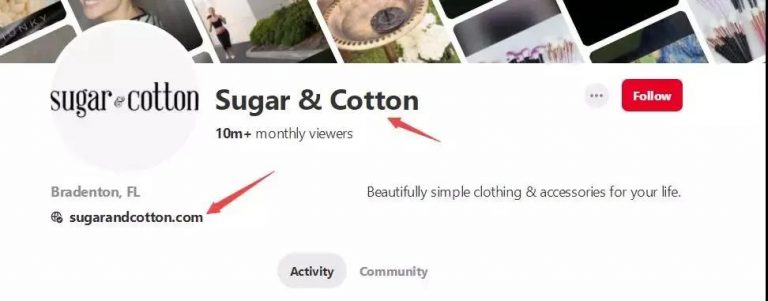 UNKY
sugar & cotton
Sugar & Cotton
... Follow
10m+ monthly viewers
Bradenton, FL
Beautifully simple clothing & accessories for your life.
sugarandcotton.com
Activity Community